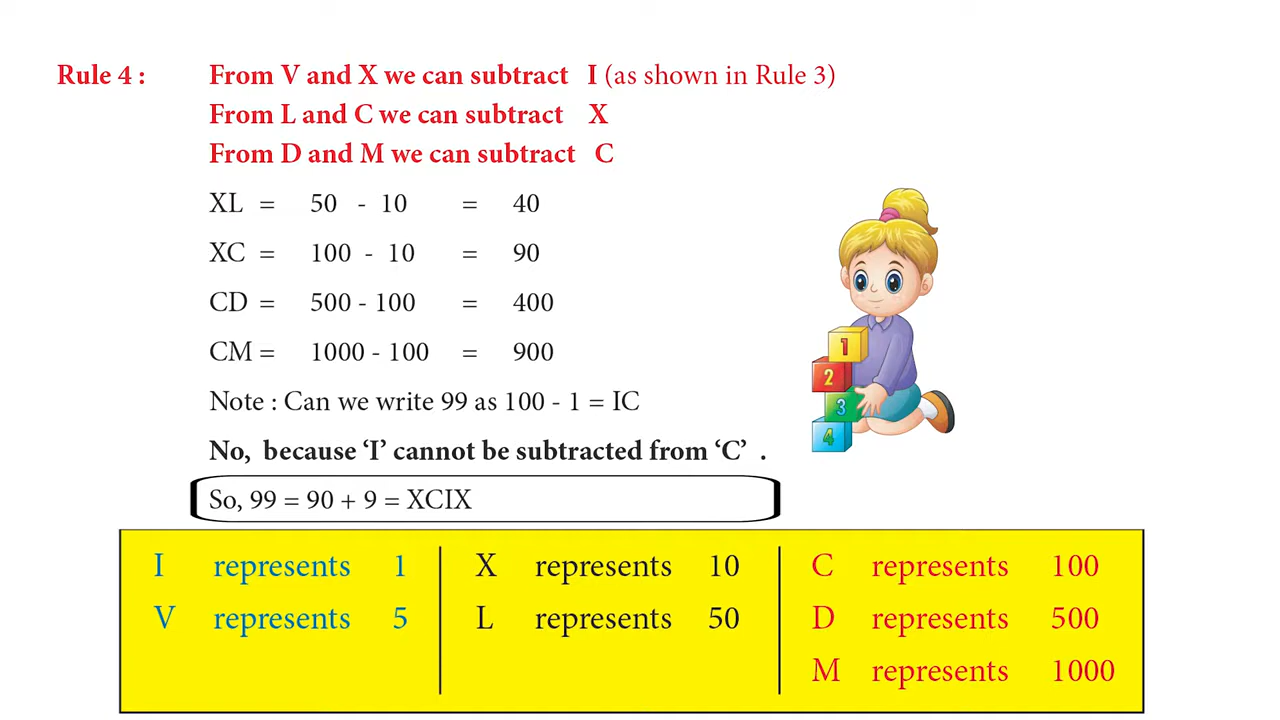 Rule 4 : From V and X we can subtract I (as shown in Rule 3)
From L and C we can subtract X
From D and M we can subtract C
XL = 50 - 10 = 40
XC = 100 - 10 = 90
CD = 500 - 100 = 400
CM = 1000 - 100 = 900
Note : Can we write 99 as 100 - 1 = IC
No, because ‘I’ cannot be subtracted from ‘C’ .
So, 99 = 90 + 9 = XCIX
1
2
3
4
I represents 1 X represents 10 C represents 100
V represents 5 L represents 50 D represents 500
M represents 1000